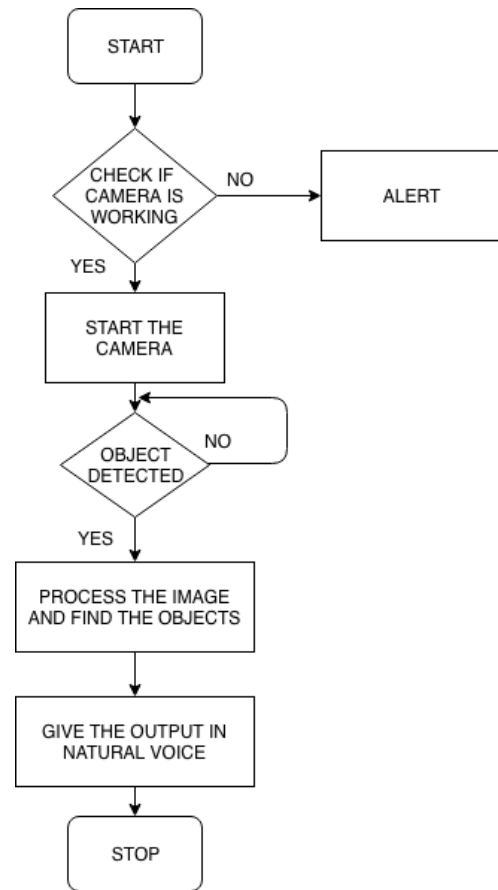 START
CHECK IF
CAMERA IS
WORKING
NO
ALERT
YES
START THE
CAMERA
OBJECT
DETECTED
NO
YES
PROCESS THE IMAGE
AND FIND THE OBJECTS
GIVE THE OUTPUT IN
NATURAL VOICE
STOP